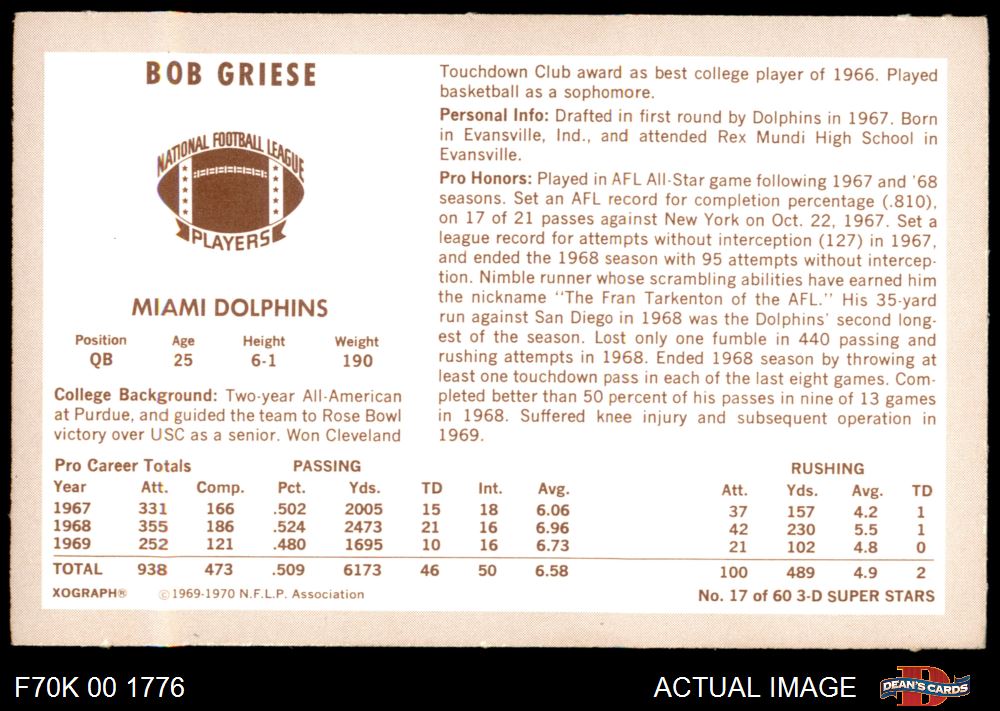 BOB GRIESE
NATIONAL FOOTBALL LEAGUE
PLAYERS
MIAMI DOLPHINS
Position Age Height Weight
QB 25 6-1 190
College Background: Two-year All-American
at Purdue, and guided the team to Rose Bowl
victory over USC as a senior. Won Cleveland
Touchdown Club award as best college player of 1966. Played
basketball as a sophomore.
Personal Info: Drafted in first round by Dolphins in 1967. Born
in Evansville, Ind., and attended Rex Mundi High School in
Evansville.
Pro Honors: Played in AFL All-Star game following 1967 and '68
seasons. Set an AFL record for completion percentage (.810),
on 17 of 21 passes against New York on Oct. 22, 1967. Set a
league record for attempts without interception (127) in 1967,
and ended the 1968 season with 95 attempts without intercep-
tion. Nimble runner whose scrambling abilities have earned him
the nickname "The Fran Tarkenton of the AFL." His 35-yard
run against San Diego in 1968 was the Dolphins' second long-
est of the season. Lost only one fumble in 440 passing and
rushing attempts in 1968. Ended 1968 season by throwing at
least one touchdown pass in each of the last eight games. Com-
pleted better than 50 percent of his passes in nine of 13 games
in 1968. Suffered knee injury and subsequent operation in
1969.
Pro Career Totals PASSING RUSHING
Year Att. Comp. Pct. Yds. TD Int. Avg. Att. Yds. Avg. TD
1967 331 166 .502 2005 15 18 6.06 37 157 4.2 1
1968 355 186 .524 2473 21 16 6.96 42 230 5.5 1
1969 252 121 .480 1695 10 16 6.73 21 102 4.8 0
TOTAL 938 473 .509 6173 46 50 6.58 100 489 4.9 2
XOGRAPH® ©1969-1970 N.F.L.P. Association No. 17 of 60 3-D SUPER STARS
F70K 00 1776 ACTUAL IMAGE D DEAN'S CARDS